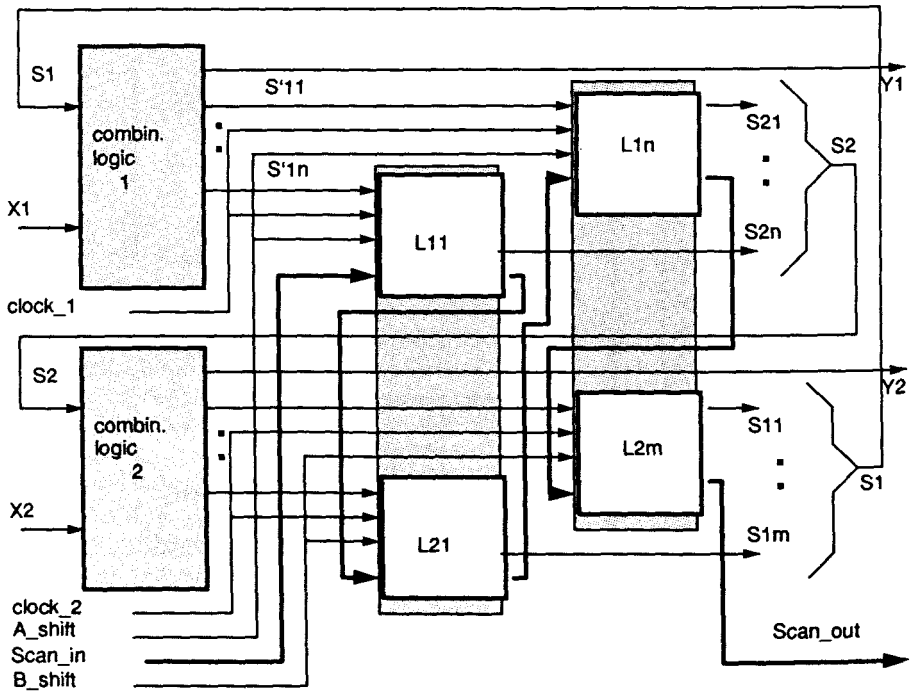 S1
combin.
logic
1
X1
clock_1
S'11
:
S'1n
L11
L1n
S21
:
S2n
S2
Y1
S2
combin.
logic
2
X2
:
L21
L2m
S11
:
S1m
S1
Y2
clock_2
A_shift
Scan_in
B_shift
Scan_out